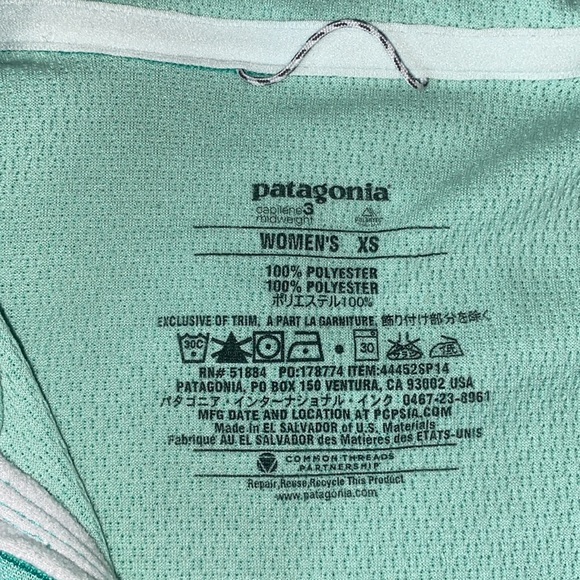 patagonia
capilene 3
midweight
WOMEN'S XS
100% POLYESTER
100% POLYESTER
ポリエステル100%
EXCLUSIVE OF TRIM, A PART LA GARNITURE, 飾り付け部分を除く
30C 30 低
RN# 51884 PO:178774 ITEM:44452SP14
PATAGONIA, PO BOX 150 VENTURA, CA 93002 USA
パタゴニア・インターナショナル・インク 0467-23-8961
MFG DATE AND LOCATION AT PCPSIA.COM
Made in EL SALVADOR of U.S. Materials
Fabriqué AU EL SALVADOR des Matieres des ETATS-UNIS
COMMON THREADS
PARTNERSHIP
Repair, Reuse, Recycle This Product
www.patagonia.com